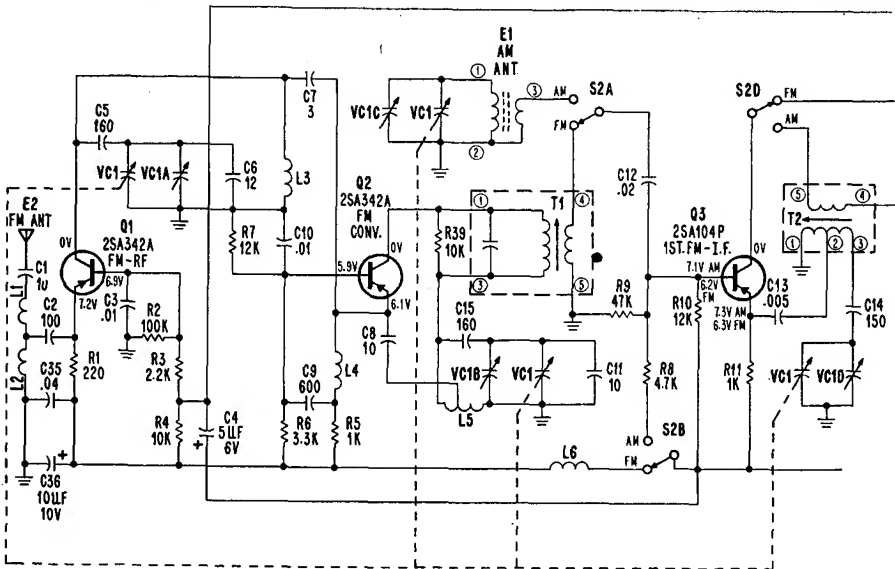 E1
AM
ANT.
C7
3
VC1C
VC1
①
②
③
AM
FM
S2A
S2D
FM
AM
C5
160
VC1
VC1A
C6
12
L3
C12
.02
⑤
④
T2
①
②
③
E2
FM ANT
Q1
2SA342A
FM-RF
0V
6.9V
7.2V
R7
12K
C10
.01
Q2
2SA342A
FM
CONV.
0V
5.9V
6.1V
R39
10K
①
③
T1
④
⑤
Q3
2SA104P
1ST.FM-I.F.
0V
7.1V AM
6.2V
FM
7.3V AM
6.3V FM
C13
.005
C14
150
C1
10
L1
C2
100
L2
C3
.01
R2
100K
R1
220
R3
2.2K
C35
.04
R4
10K
C4
5UF
6V
C36
10UF
10V
C8
10
C9
600
L4
R6
3.3K
R5
1K
C15
160
VC1B
VC1
C11
10
L5
R9
47K
R10
12K
R8
4.7K
R11
1K
VC1
VC1D
AM
FM
S2B
L6